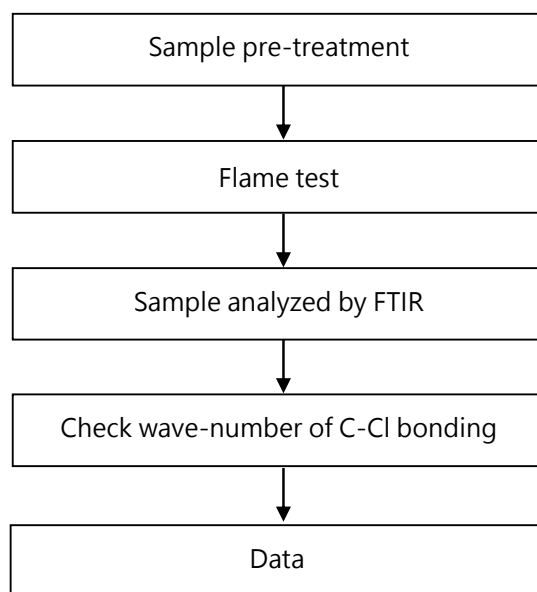 Sample pre-treatment
Flame test
Sample analyzed by FTIR
Check wave-number of C-Cl bonding
Data